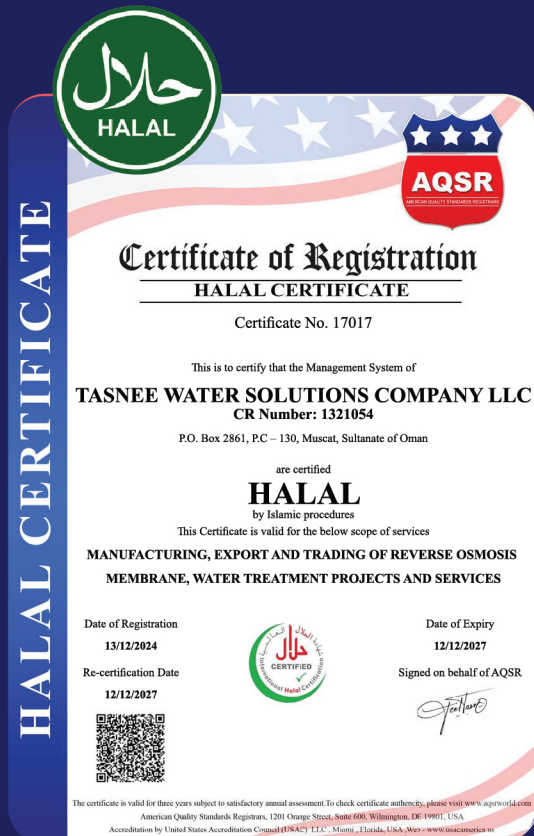 حلال
HALAL
AQSR
AMERICAN QUALITY STANDARDS REGISTRARS
HALAL CERTIFICATE
Certificate of Registration
HALAL CERTIFICATE
Certificate No. 17017
This is to certify that the Management System of
TASNEE WATER SOLUTIONS COMPANY LLC
CR Number: 1321054
P.O. Box 2861, P.C – 130, Muscat, Sultanate of Oman
are certified
HALAL
by Islamic procedures
This Certificate is valid for the below scope of services
MANUFACTURING, EXPORT AND TRADING OF REVERSE OSMOSIS
MEMBRANE, WATER TREATMENT PROJECTS AND SERVICES
Date of Registration
13/12/2024
Re-certification Date
12/12/2027
حلال
CERTIFIED
International Halal Certification
Date of Expiry
12/12/2027
Signed on behalf of AQSR
The certificate is valid for three years subject to satisfactory annual assessment.To check certificate authencity, please visit www.aqsrworld.com
American Quality Standards Registrars, 1201 Orange Street, Suite 600, Wilmington, DE 19801, USA
Accreditation by United States Accreditation Council (USAC) LLC , Miami , Florida, USA ,Web - www.usacamerica.us